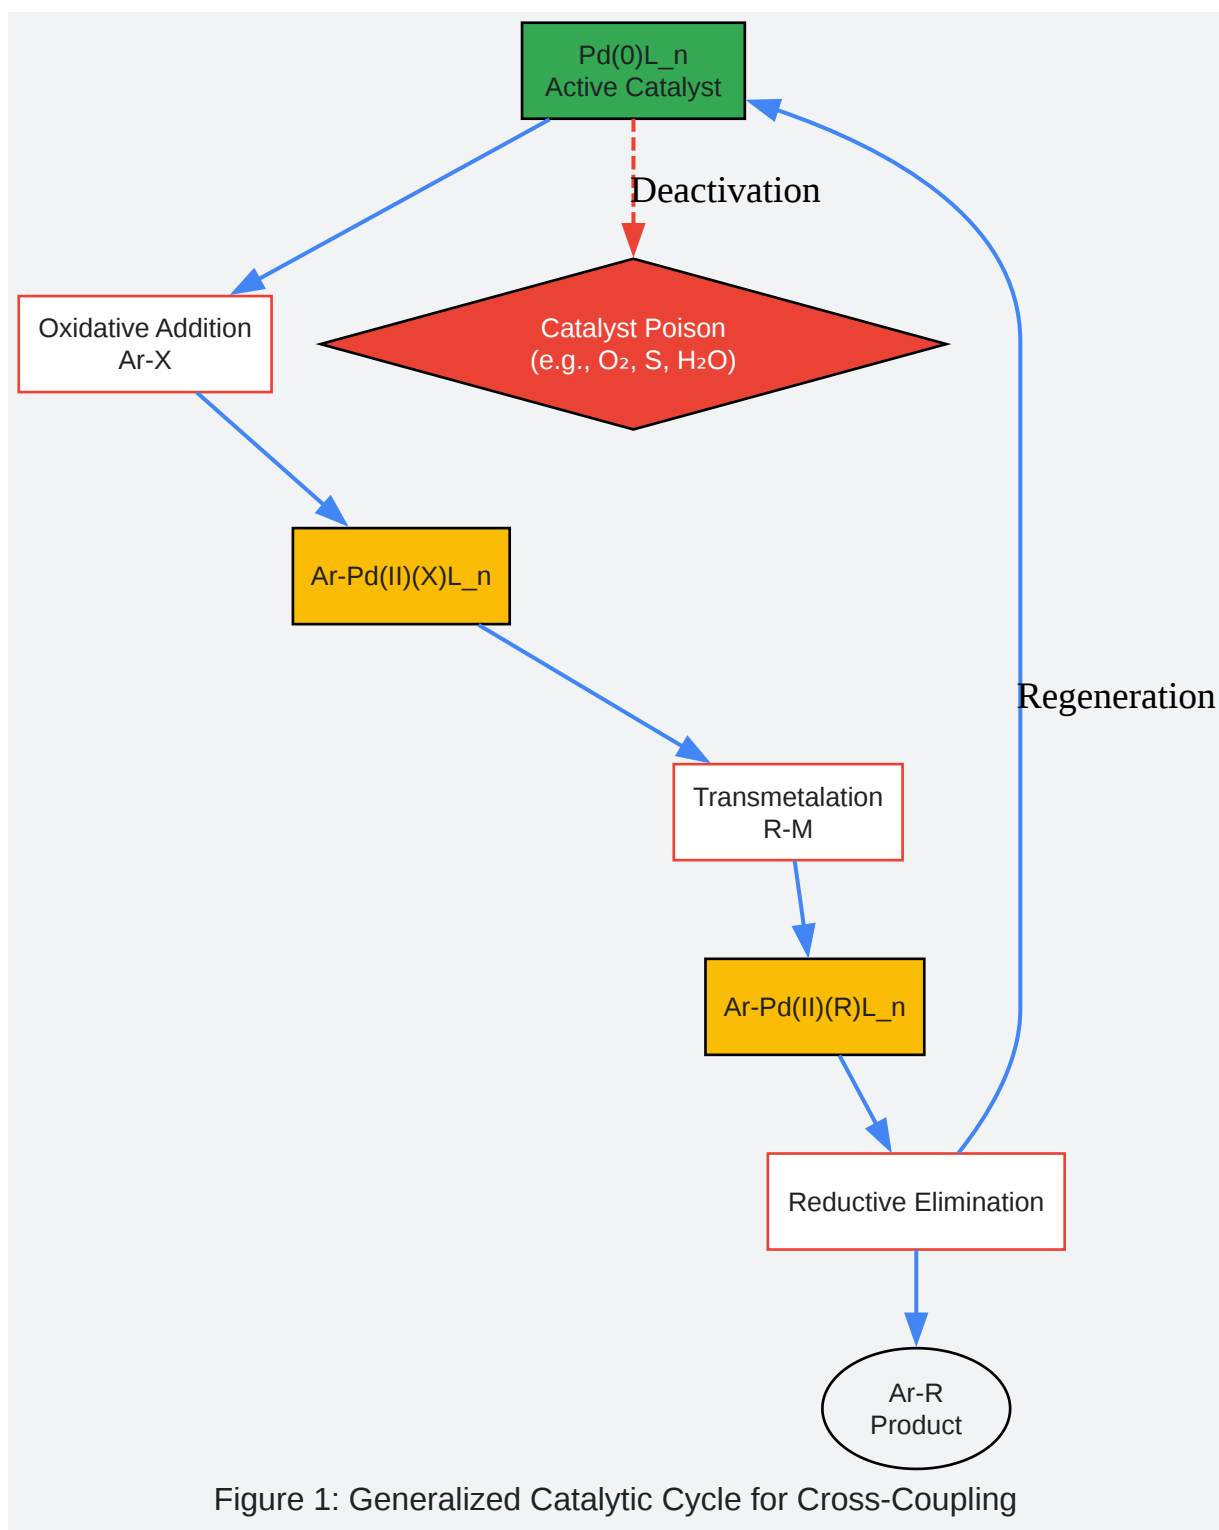 Pd(0)L_n
Active Catalyst
Deactivation
Oxidative Addition
Ar-X
Catalyst Poison
(e.g., O₂, S, H₂O)
Ar-Pd(II)(X)L_n
Regeneration
Transmetalation
R-M
Ar-Pd(II)(R)L_n
Reductive Elimination
Ar-R
Product
Figure 1: Generalized Catalytic Cycle for Cross-Coupling